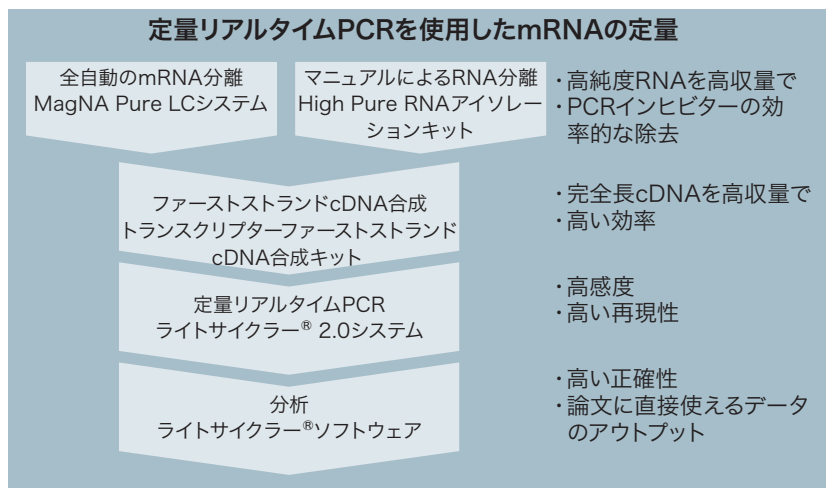 定量リアルタイムPCRを使用したmRNAの定量
全自動のmRNA分離
MagNA Pure LCシステム
マニュアルによるRNA分離
High Pure RNAアイソレー
ションキット
・高純度RNAを高収量で
・PCRインヒビターの効
率的な除去
ファーストストランドcDNA合成
トランスクリプターファーストストランド
cDNA合成キット
・完全長cDNAを高収量で
・高い効率
定量リアルタイムPCR
ライトサイクラー® 2.0システム
・高感度
・高い再現性
分析
ライトサイクラー®ソフトウェア
・高い正確性
・論文に直接使えるデータ
のアウトプット